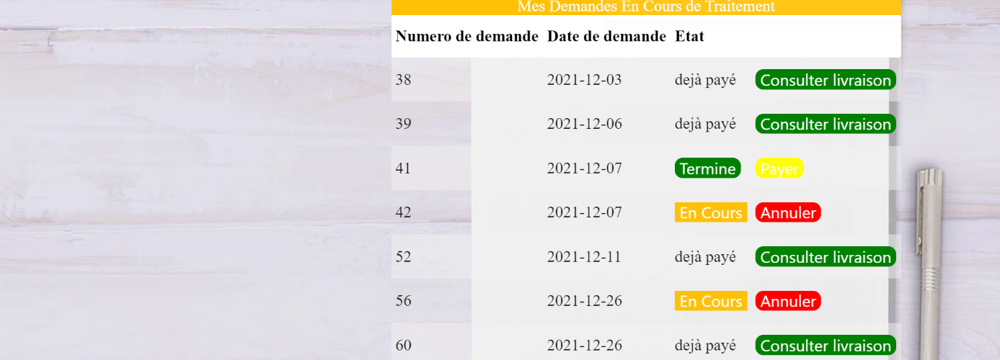 Mes Demandes En Cours de Traitement
Numero de demande Date de demande Etat
38 2021-12-03 dejà payé Consulter livraison
39 2021-12-06 dejà payé Consulter livraison
41 2021-12-07 Termine Payer
42 2021-12-07 En Cours Annuler
52 2021-12-11 dejà payé Consulter livraison
56 2021-12-26 En Cours Annuler
60 2021-12-26 dejà payé Consulter livraison